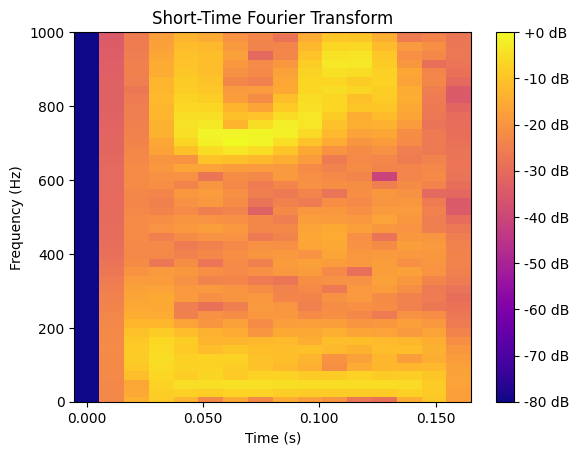 Short-Time Fourier Transform
1000
800
600
400
200
0
Frequency (Hz)
0.000
0.050
0.100
0.150
Time (s)
+0 dB
-10 dB
-20 dB
-30 dB
-40 dB
-50 dB
-60 dB
-70 dB
-80 dB